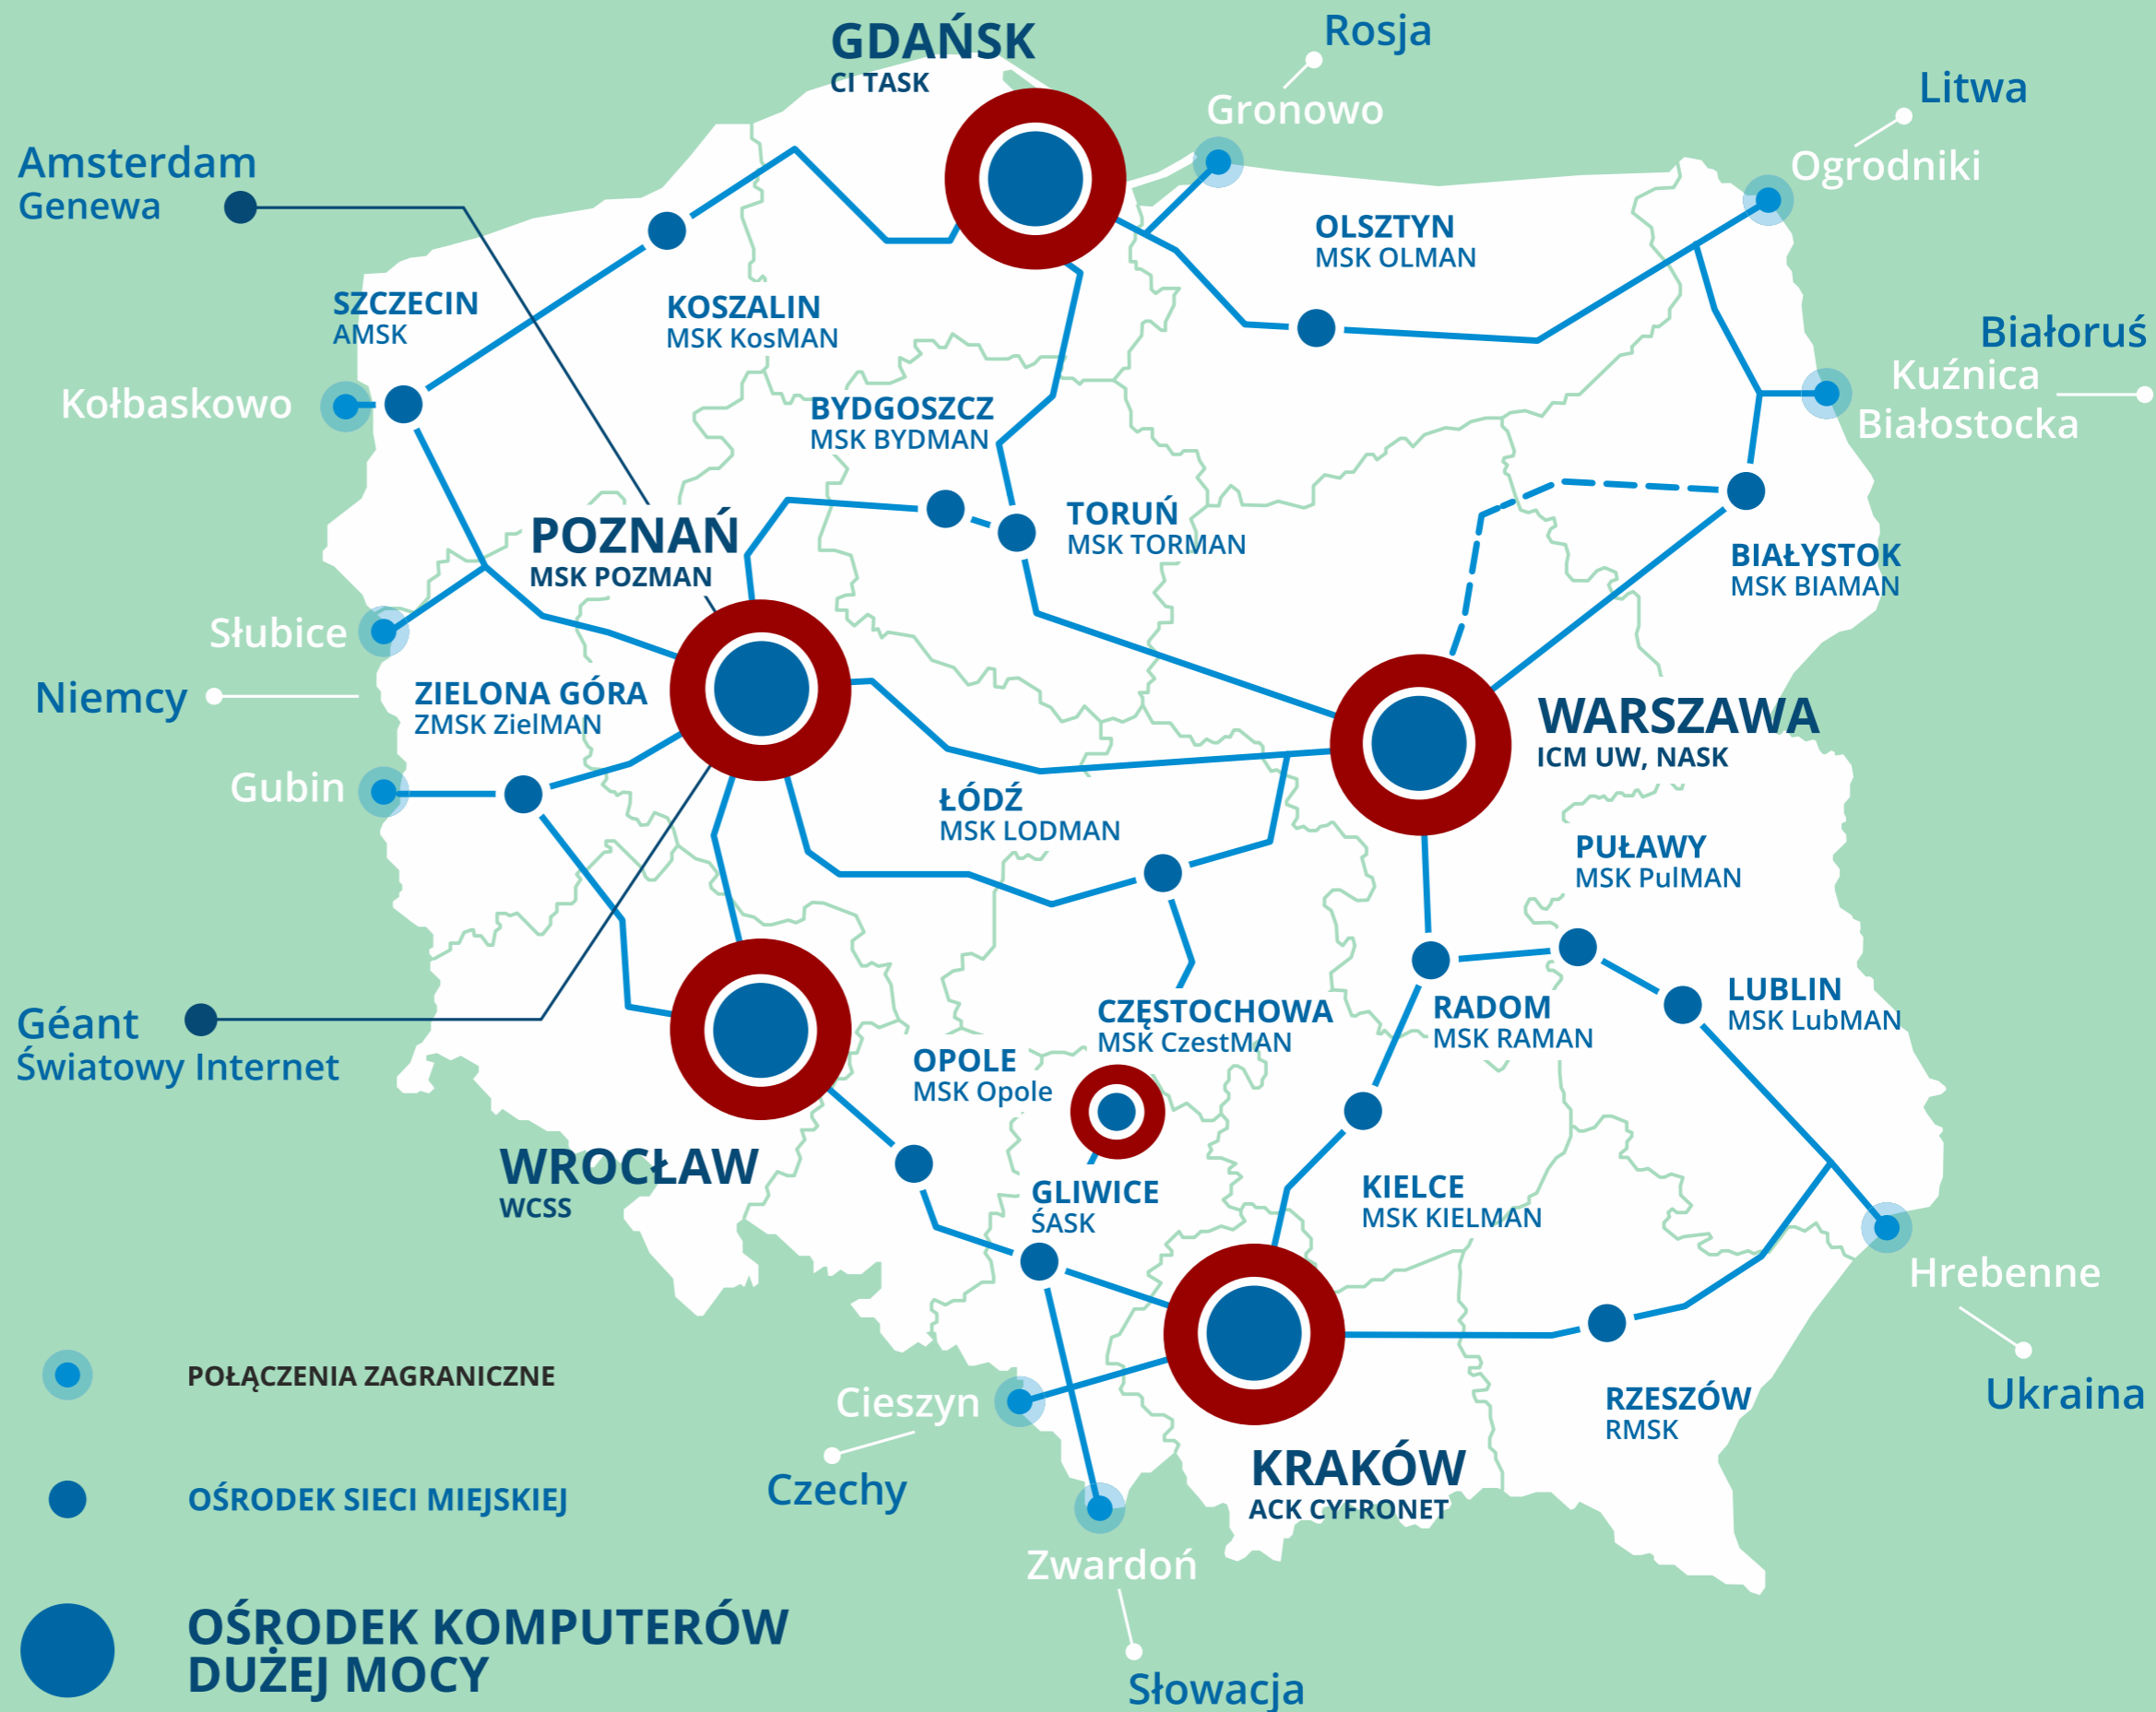 GDAŃSK
CI TASK
Rosja
Gronowo
Litwa
Ogrodniki
Amsterdam
Genewa
OLSZTYN
MSK OLMAN
SZCZECIN
AMSK
KOSZALIN
MSK KosMAN
Białoruś
Kuźnica
Białostocka
Kołbaskowo
BYDGOSZCZ
MSK BYDMAN
TORUŃ
MSK TORMAN
POZNAŃ
MSK POZMAN
BIAŁYSTOK
MSK BIAMAN
Słubice
Niemcy
ZIELONA GÓRA
ZMSK ZielMAN
WARSZAWA
ICM UW, NASK
Gubin
ŁÓDŹ
MSK LODMAN
PUŁAWY
MSK PulMAN
Géant
Światowy Internet
CZĘSTOCHOWA
MSK CzestMAN
RADOM
MSK RAMAN
LUBLIN
MSK LubMAN
OPOLE
MSK Opole
WROCŁAW
WCSS
GLIWICE
ŚASK
KIELCE
MSK KIELMAN
Hrebenne
Ukraina
RZESZÓW
RMSK
Cieszyn
Czechy
KRAKÓW
ACK CYFRONET
Zwardoń
Słowacja
POŁĄCZENIA ZAGRANICZNE
OŚRODEK SIECI MIEJSKIEJ
OŚRODEK KOMPUTERÓW
DUŻEJ MOCY